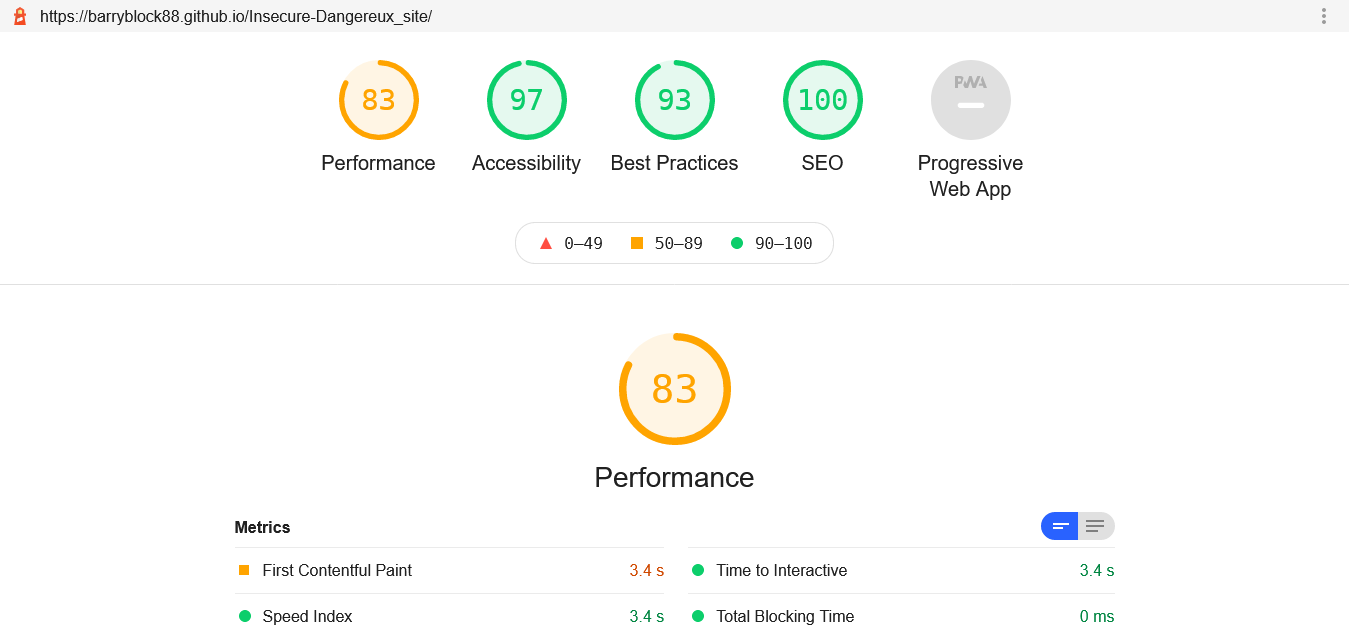 https://barryblock88.github.io/Insecure-Dangereux_site/
83
97
93
100
PWA
Performance
Accessibility
Best Practices
SEO
Progressive
Web App
0–49
50–89
90–100
83
Performance
Metrics
First Contentful Paint
3.4 s
Time to Interactive
3.4 s
Speed Index
3.4 s
Total Blocking Time
0 ms